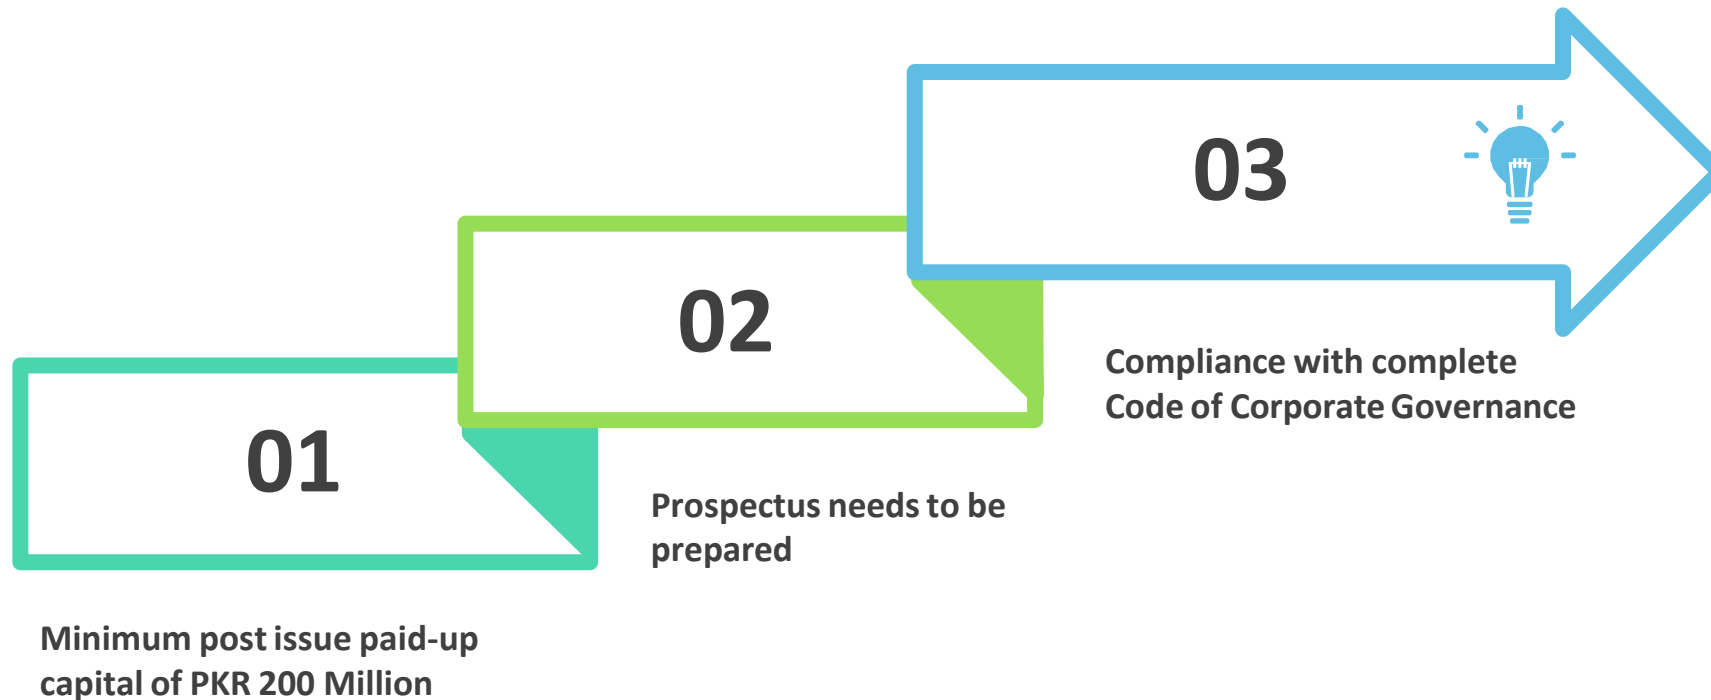 01
Minimum post issue paid-up
capital of PKR 200 Million
02
Prospectus needs to be
prepared
03
Compliance with complete
Code of Corporate Governance